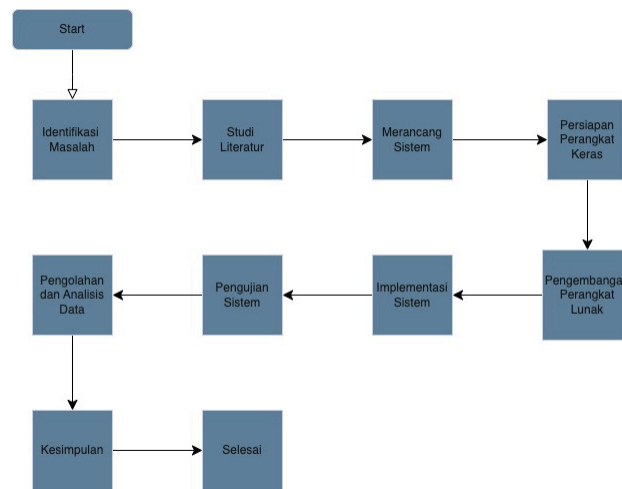 Start
Identifikasi
Masalah
Studi
Literatur
Merancang
Sistem
Persiapan
Perangkat
Keras
Pengembanga
Perangkat
Lunak
Implementasi
Sistem
Pengujian
Sistem
Pengolahan
dan Analisis
Data
Kesimpulan
Selesai